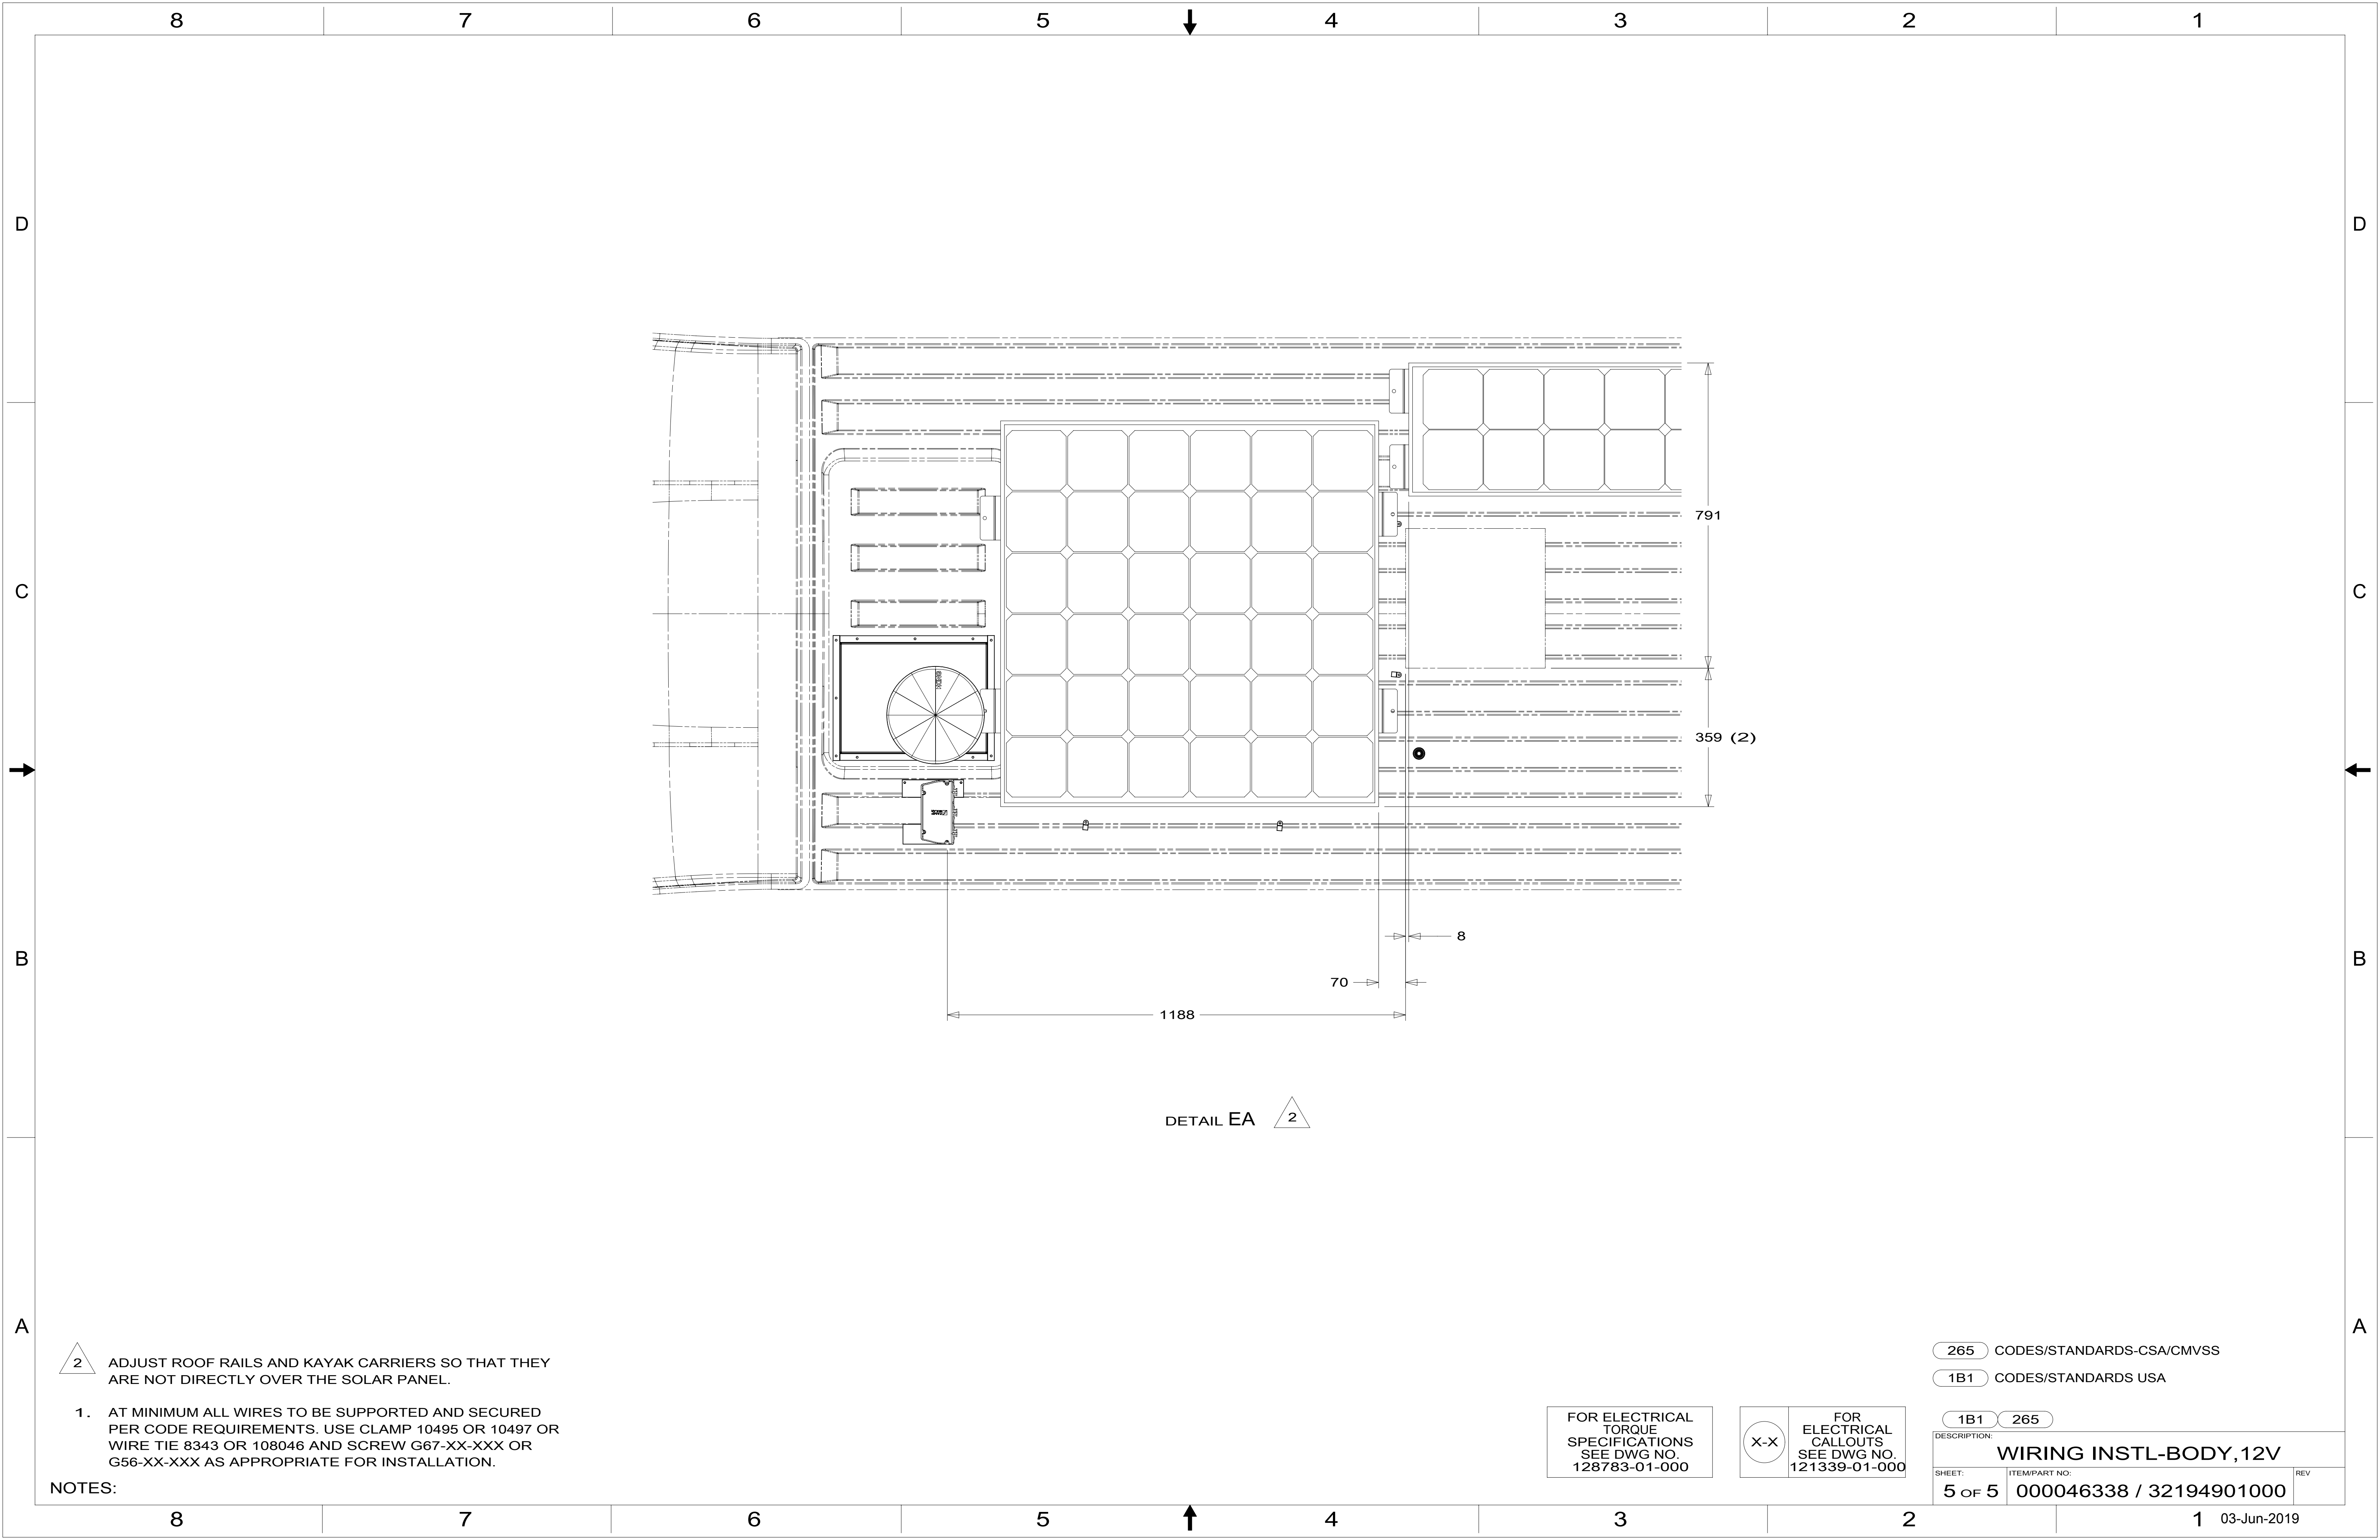 8 7 6 5 4 3 2 1
D D
C C
B B
A A
791
359 (2)
8
70
1188
DETAIL EA 2
2 ADJUST ROOF RAILS AND KAYAK CARRIERS SO THAT THEY
ARE NOT DIRECTLY OVER THE SOLAR PANEL.
1. AT MINIMUM ALL WIRES TO BE SUPPORTED AND SECURED
PER CODE REQUIREMENTS. USE CLAMP 10495 OR 10497 OR
WIRE TIE 8343 OR 108046 AND SCREW G67-XX-XXX OR
G56-XX-XXX AS APPROPRIATE FOR INSTALLATION.
NOTES:
FOR ELECTRICAL
TORQUE
SPECIFICATIONS
SEE DWG NO.
128783-01-000
X-X
FOR
ELECTRICAL
CALLOUTS
SEE DWG NO.
121339-01-000
265 CODES/STANDARDS-CSA/CMVSS
1B1 CODES/STANDARDS USA
1B1 265
DESCRIPTION:
WIRING INSTL-BODY,12V
SHEET: ITEM/PART NO: REV
5 OF 5 000046338 / 32194901000
8 7 6 5 4 3 2 1
03-Jun-2019